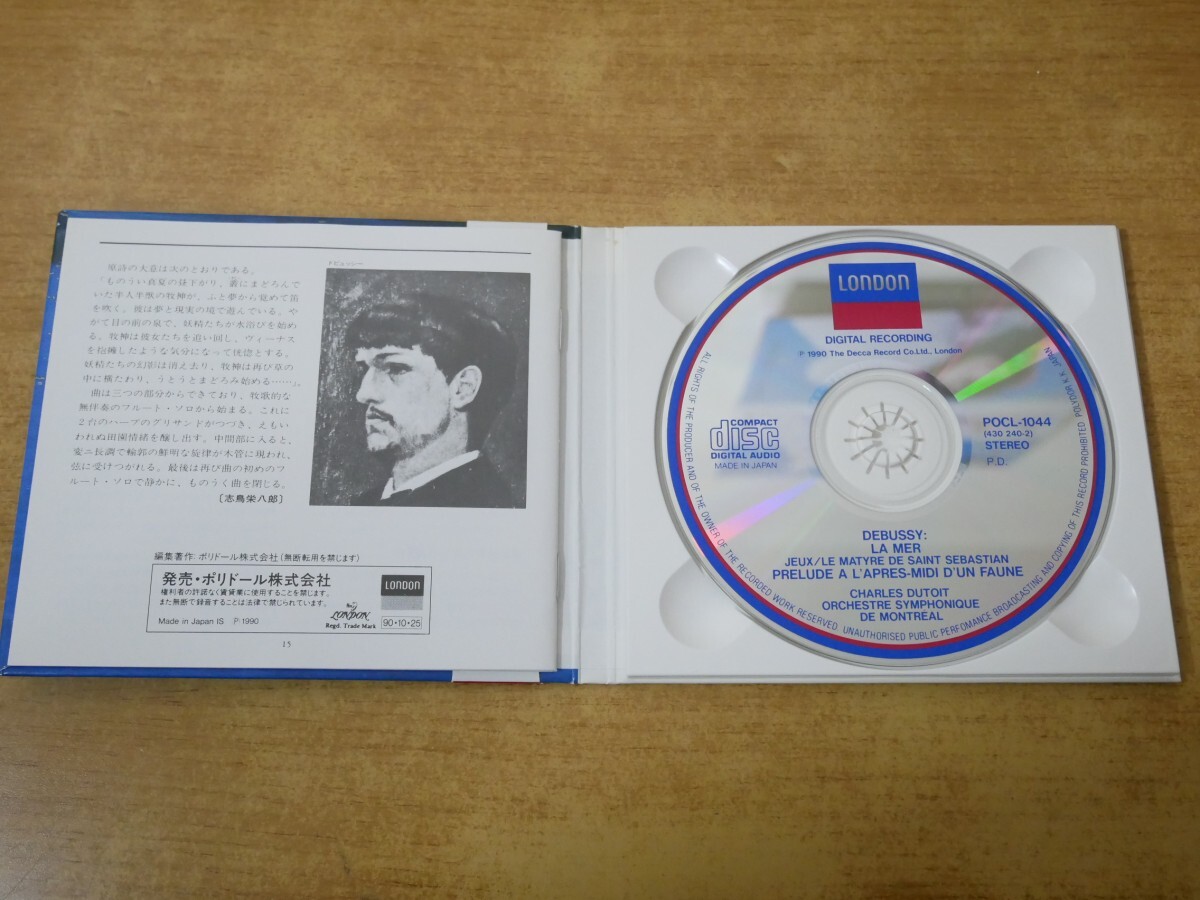 原詩の大意は次のとおりである。
「ものうい真夏の昼下がり、叢にまどろんで
いた半人半獣の牧神が、ふと夢から覚めて笛
を吹く。彼は夢と現実の境で遊んでいる。や
がて目の前の泉で、妖精たちが水浴びを始め
る。牧神は彼女たちを追い回し、ヴィーナス
を抱擁したような気分になって恍惚とする。
妖精たちの幻影は消え去り、牧神は再び草の
中に横たわり、うとうとまどろみ始める……」。
曲は三つの部分からできており、牧歌的な
無伴奏のフルート・ソロから始まる。これに
2台のハープのグリサンドがつづき、えもい
われぬ田園情緒を醸し出す。中間部に入ると、
変ニ長調で輪郭の鮮明な旋律が木管に現われ、
弦に受けつがれる。最後は再び曲の初めのフ
ルート・ソロで静かに、ものうく曲を閉じる。
〔志鳥栄八郎〕
ドビュッシー
編集著作:ポリドール株式会社(無断転用を禁じます)
発売・ポリドール株式会社
権利者の許諾なく賃貸業に使用することを禁じます。
また無断で録音することは法律で禁じられています。
Made in Japan IS P:1990
LONDON
Regd. Trade Mark
LONDON
90・10・25
15
LONDON
DIGITAL RECORDING
℗ 1990 The Decca Record Co.Ltd., London
COMPACT
disc
DIGITAL AUDIO
MADE IN JAPAN
POCL-1044
(430 240-2)
STEREO
P.D.
DEBUSSY:
LA MER
JEUX/LE MATYRE DE SAINT SEBASTIAN
PRELUDE A L'APRES-MIDI D'UN FAUNE
CHARLES DUTOIT
ORCHESTRE SYMPHONIQUE
DE MONTRÉAL
ALL RIGHTS OF THE PRODUCER AND OF THE OWNER OF THE RECORDED WORK RESERVED. UNAUTHORISED PUBLIC PERFOMANCE BROADCASTING AND COPYING OF THIS RECORD PROHIBITED. POLYDOR K.K. JAPAN